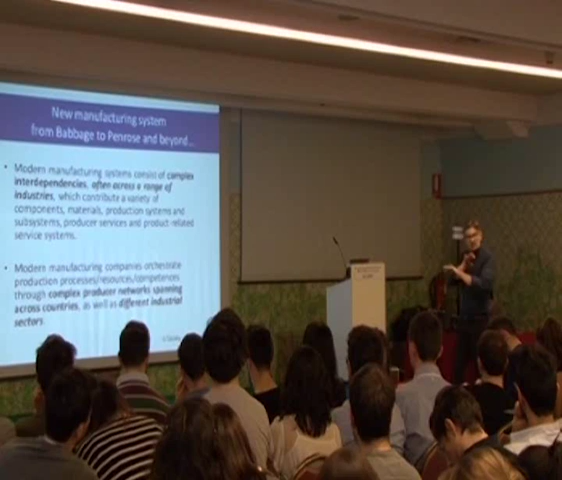 New manufacturing system
from Babbage to Penrose and beyond...
• Modern manufacturing systems consist of complex
interdependencies, often across a range of
industries, which contribute a variety of
components, materials, production systems and
subsystems, producer services and product-related
service systems.
• Modern manufacturing companies orchestrate
production processes/resources/competences
through complex producer networks spanning
across countries, as well as different industrial
sectors.